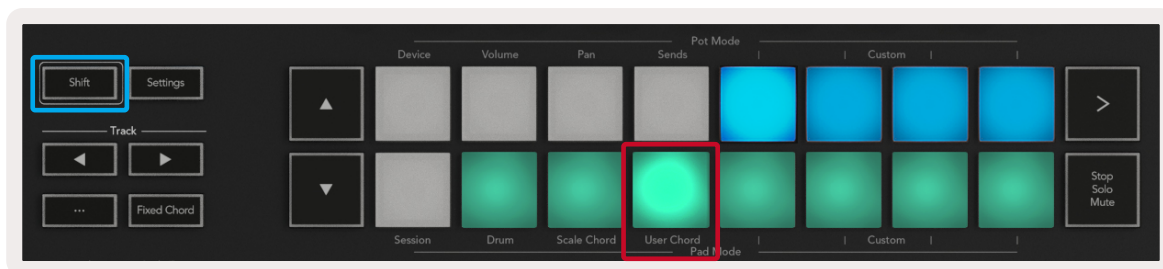 Pot Mode
Device Volume Pan Sends | | Custom | |
Shift Settings
▲ >
Track
◀ ▶
▼ Stop
Solo
Mute
... Fixed Chord
Session Drum Scale Chord User Chord | | Custom | |
Pad Mode